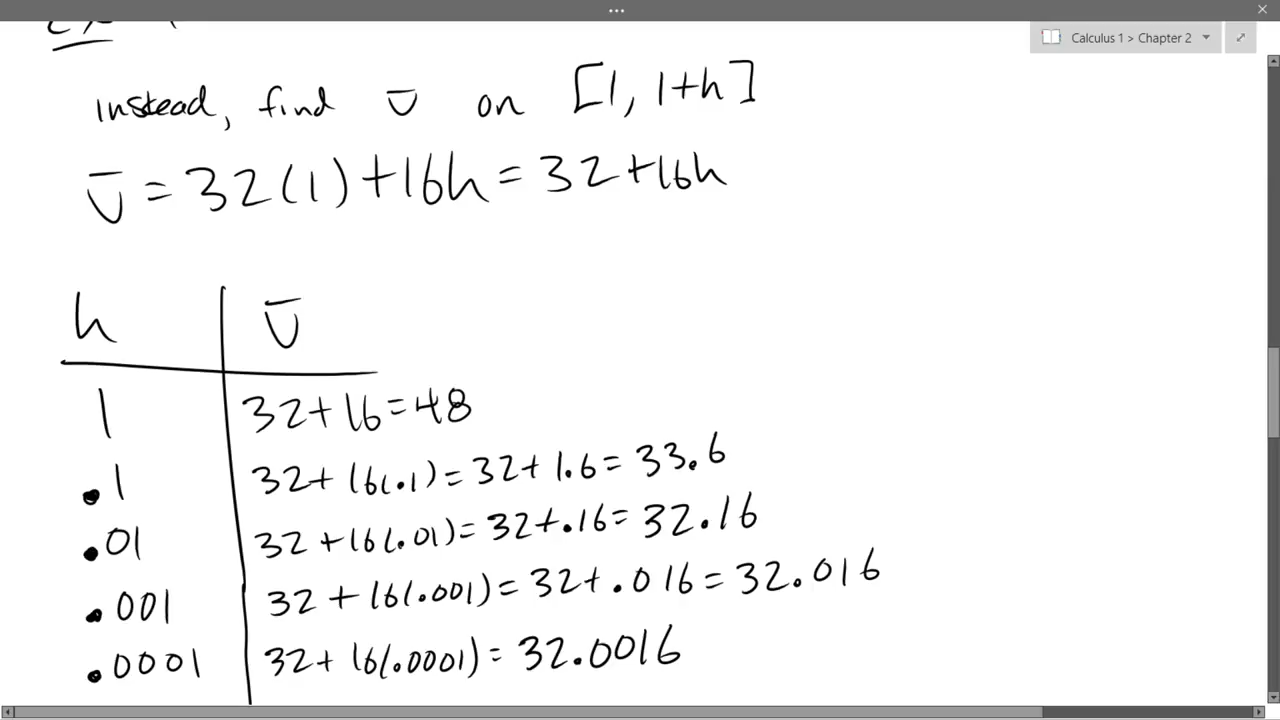 Calculus 1 > Chapter 2
instead, find v̄ on [1, 1+h]
v̄ = 32(1)+16h = 32+16h
h | v̄
1 | 32+16=48
.1 | 32+16(.1)=32+1.6=33.6
.01 | 32+16(.01)=32+.16=32.16
.001 | 32+16(.001)=32+.016=32.016
.0001 | 32+16(.0001)=32.0016